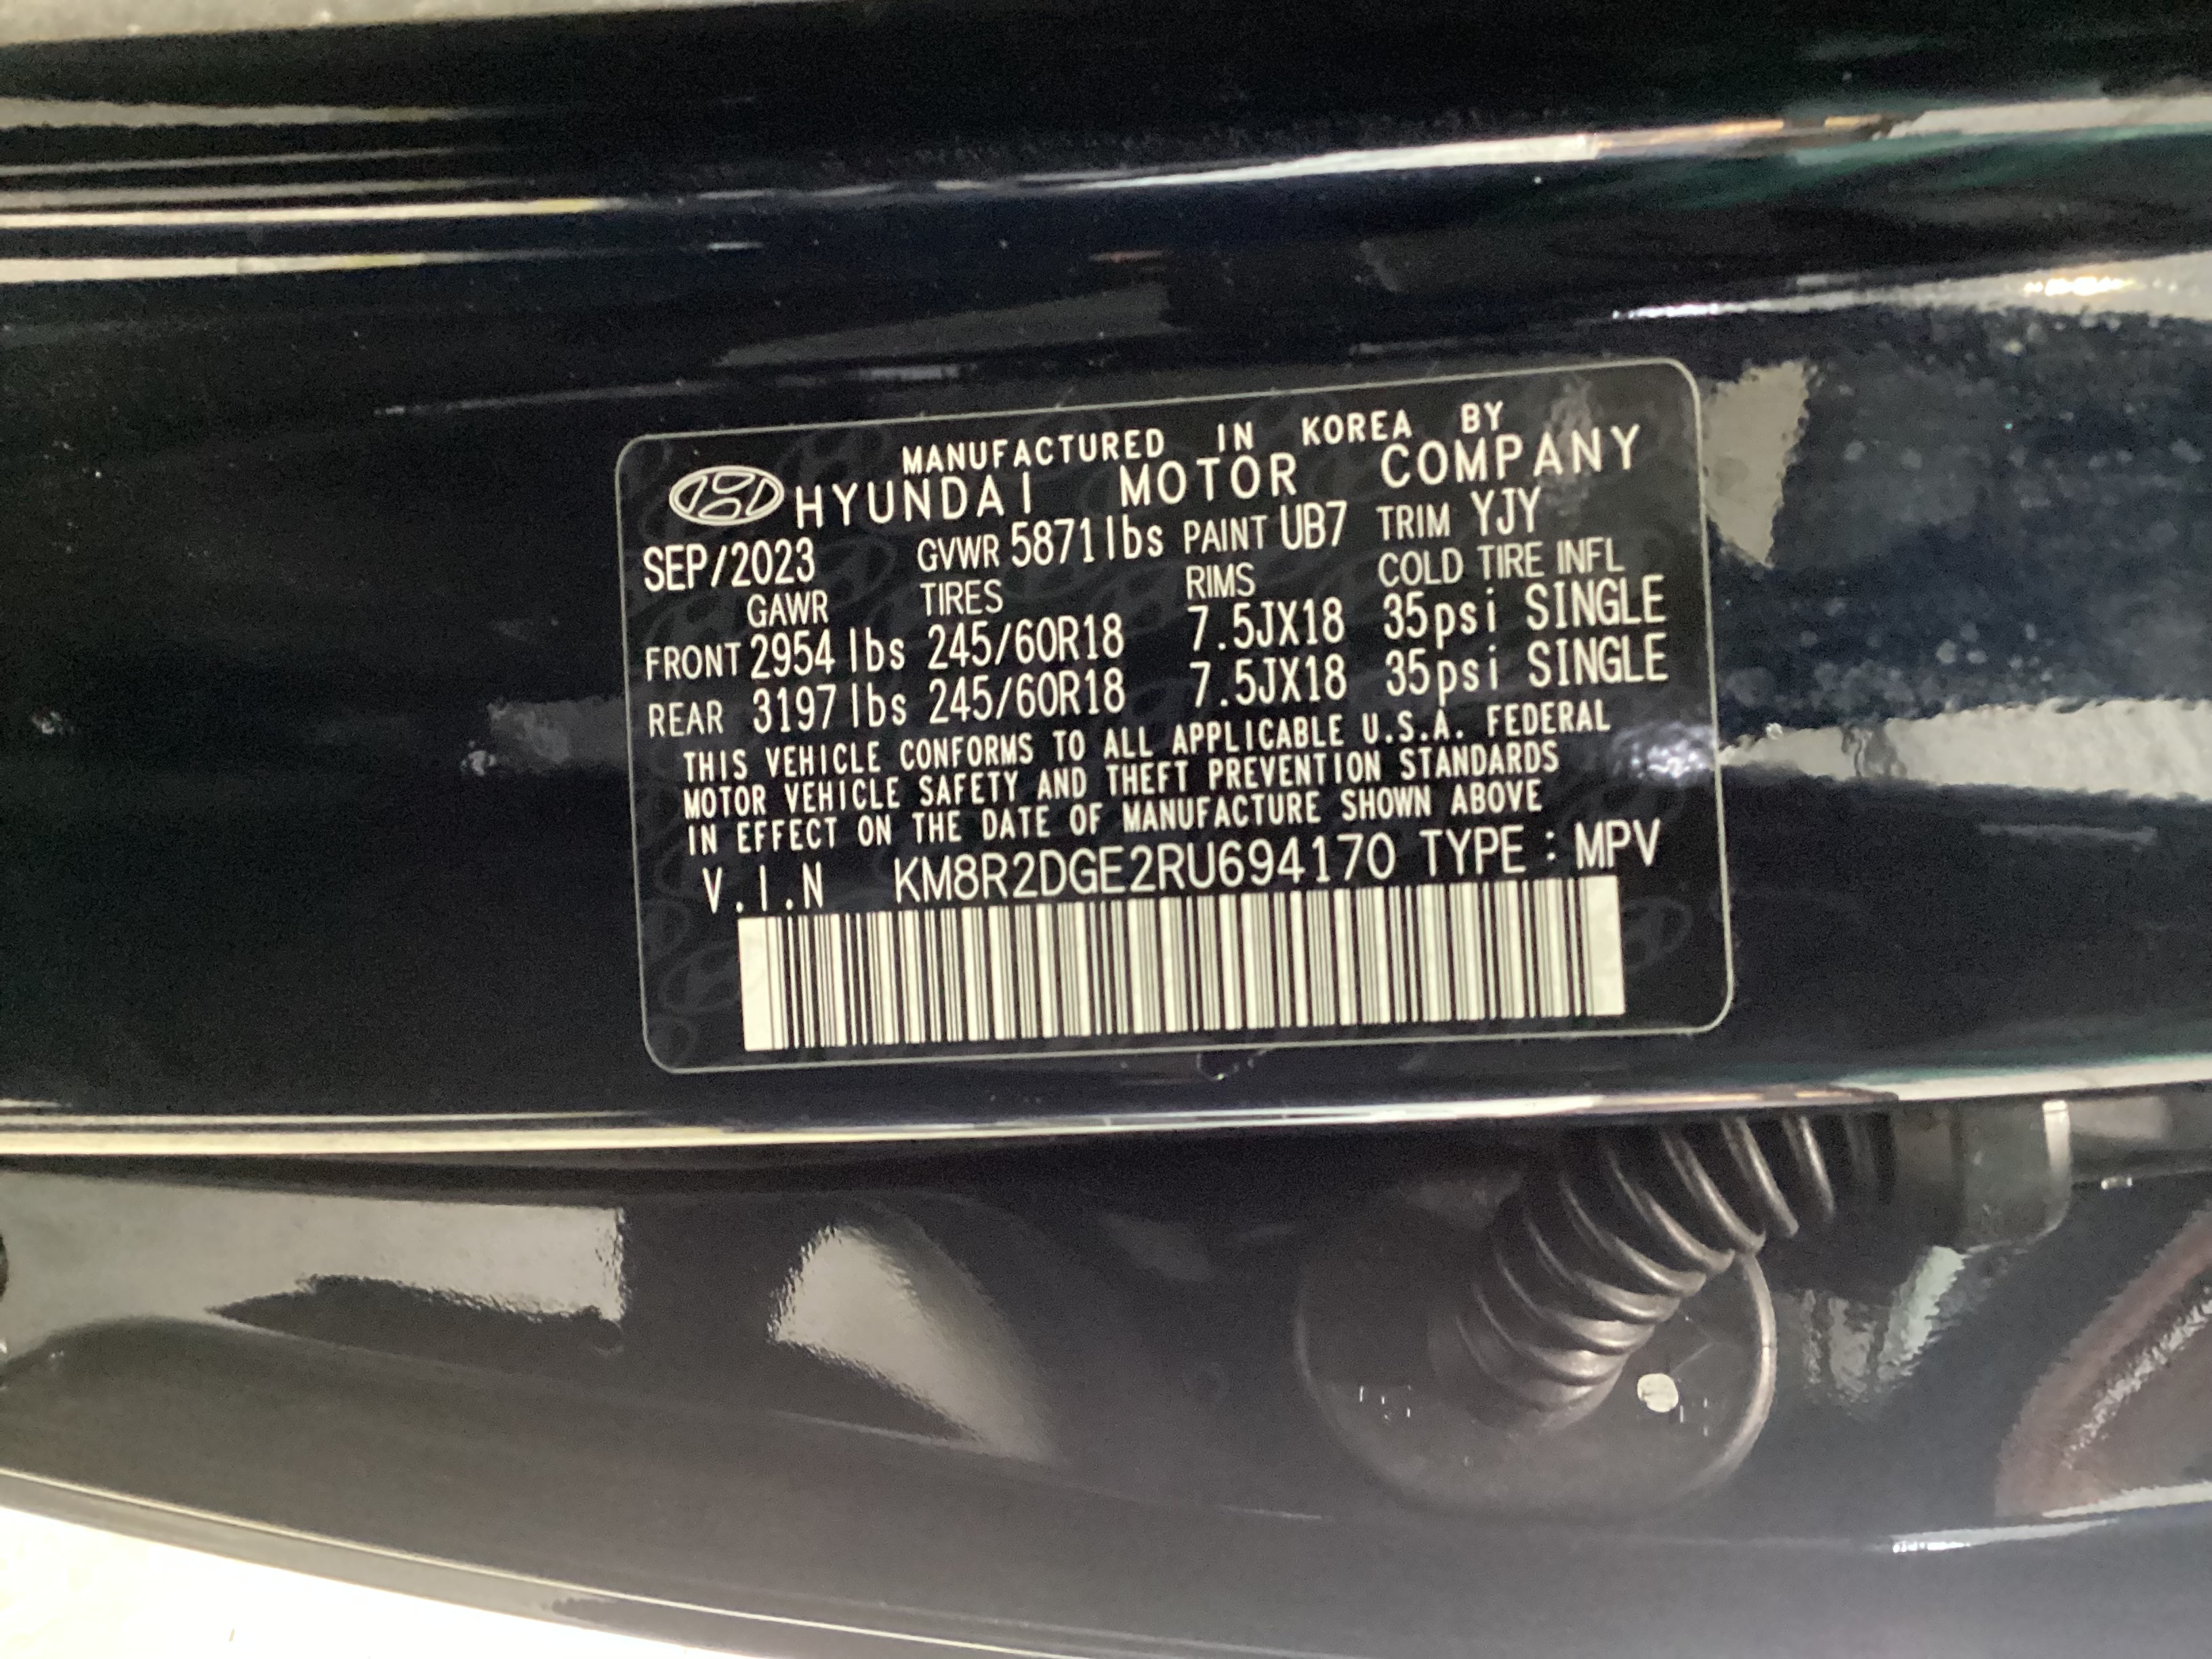 MANUFACTURED IN KOREA BY
HYUNDAI MOTOR COMPANY
SEP/2023 GVWR 5871lbs PAINT UB7 TRIM YJY
GAWR TIRES RIMS COLD TIRE INFL
FRONT 2954 lbs 245/60R18 7.5JX18 35psi SINGLE
REAR 3197 lbs 245/60R18 7.5JX18 35psi SINGLE
THIS VEHICLE CONFORMS TO ALL APPLICABLE U.S.A. FEDERAL
MOTOR VEHICLE SAFETY AND THEFT PREVENTION STANDARDS
IN EFFECT ON THE DATE OF MANUFACTURE SHOWN ABOVE
V.I.N KM8R2DGE2RU694170 TYPE : MPV